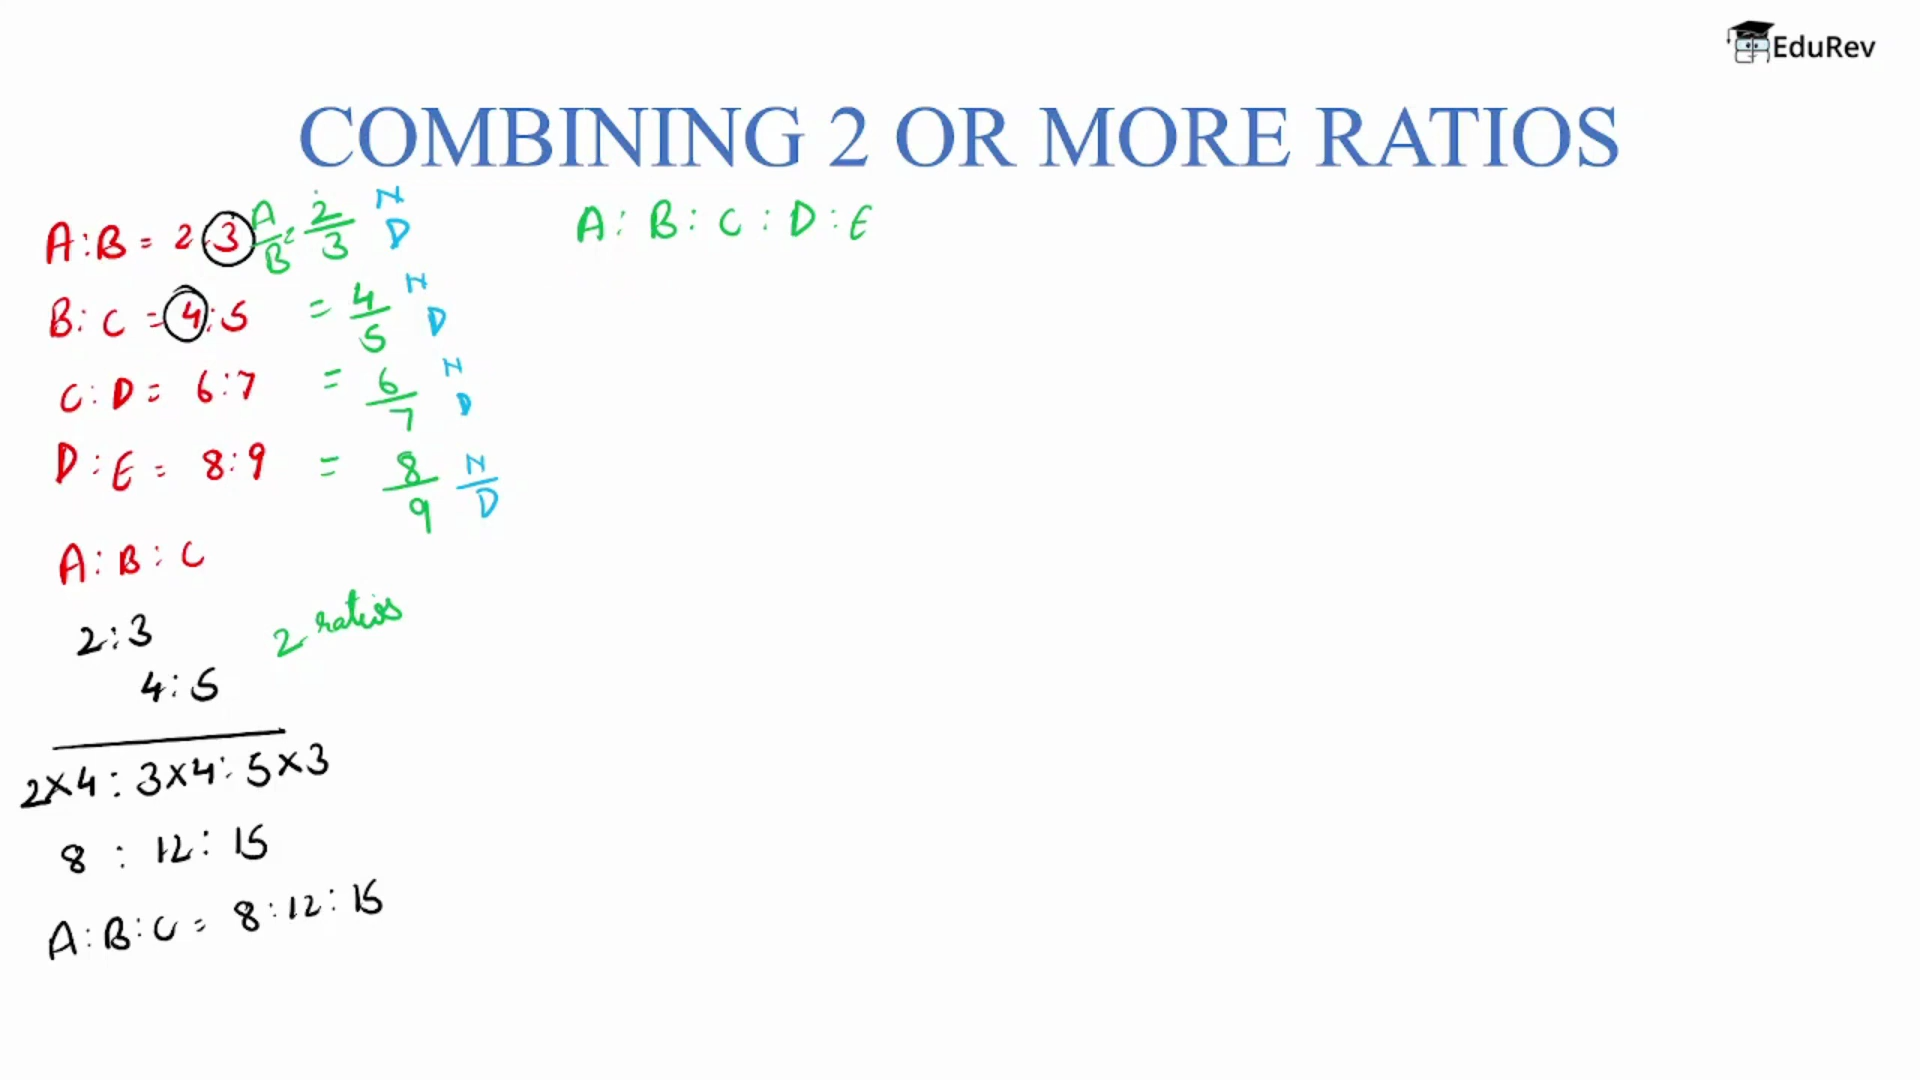 EduRev
COMBINING 2 OR MORE RATIOS
A:B = 2:3 A/B = 2/3 N D
B:C = 4:5 = 4/5 N D
C:D = 6:7 = 6/7 N D
D:E = 8:9 = 8/9 N/D
A:B:C
2:3
4:5
2 ratios
2×4 : 3×4 : 5×3
8 : 12 : 15
A:B:C = 8:12:15
A:B:C:D:E